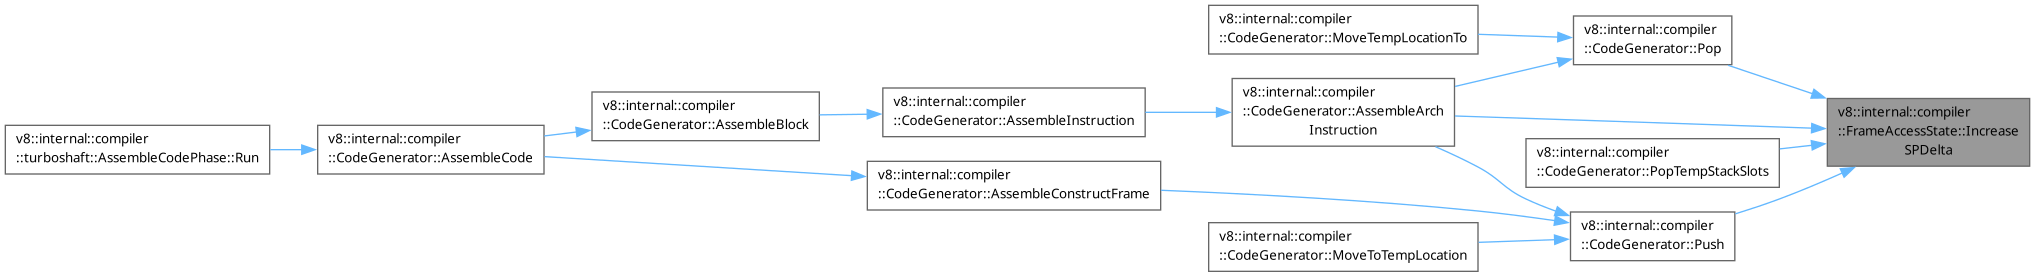 v8::internal::compiler
::turboshaft::AssembleCodePhase::Run
v8::internal::compiler
::CodeGenerator::AssembleCode
v8::internal::compiler
::CodeGenerator::AssembleBlock
v8::internal::compiler
::CodeGenerator::AssembleInstruction
v8::internal::compiler
::CodeGenerator::AssembleConstructFrame
v8::internal::compiler
::CodeGenerator::MoveTempLocationTo
v8::internal::compiler
::CodeGenerator::AssembleArch
Instruction
v8::internal::compiler
::CodeGenerator::MoveToTempLocation
v8::internal::compiler
::CodeGenerator::Pop
v8::internal::compiler
::CodeGenerator::PopTempStackSlots
v8::internal::compiler
::CodeGenerator::Push
v8::internal::compiler
::FrameAccessState::Increase
SPDelta